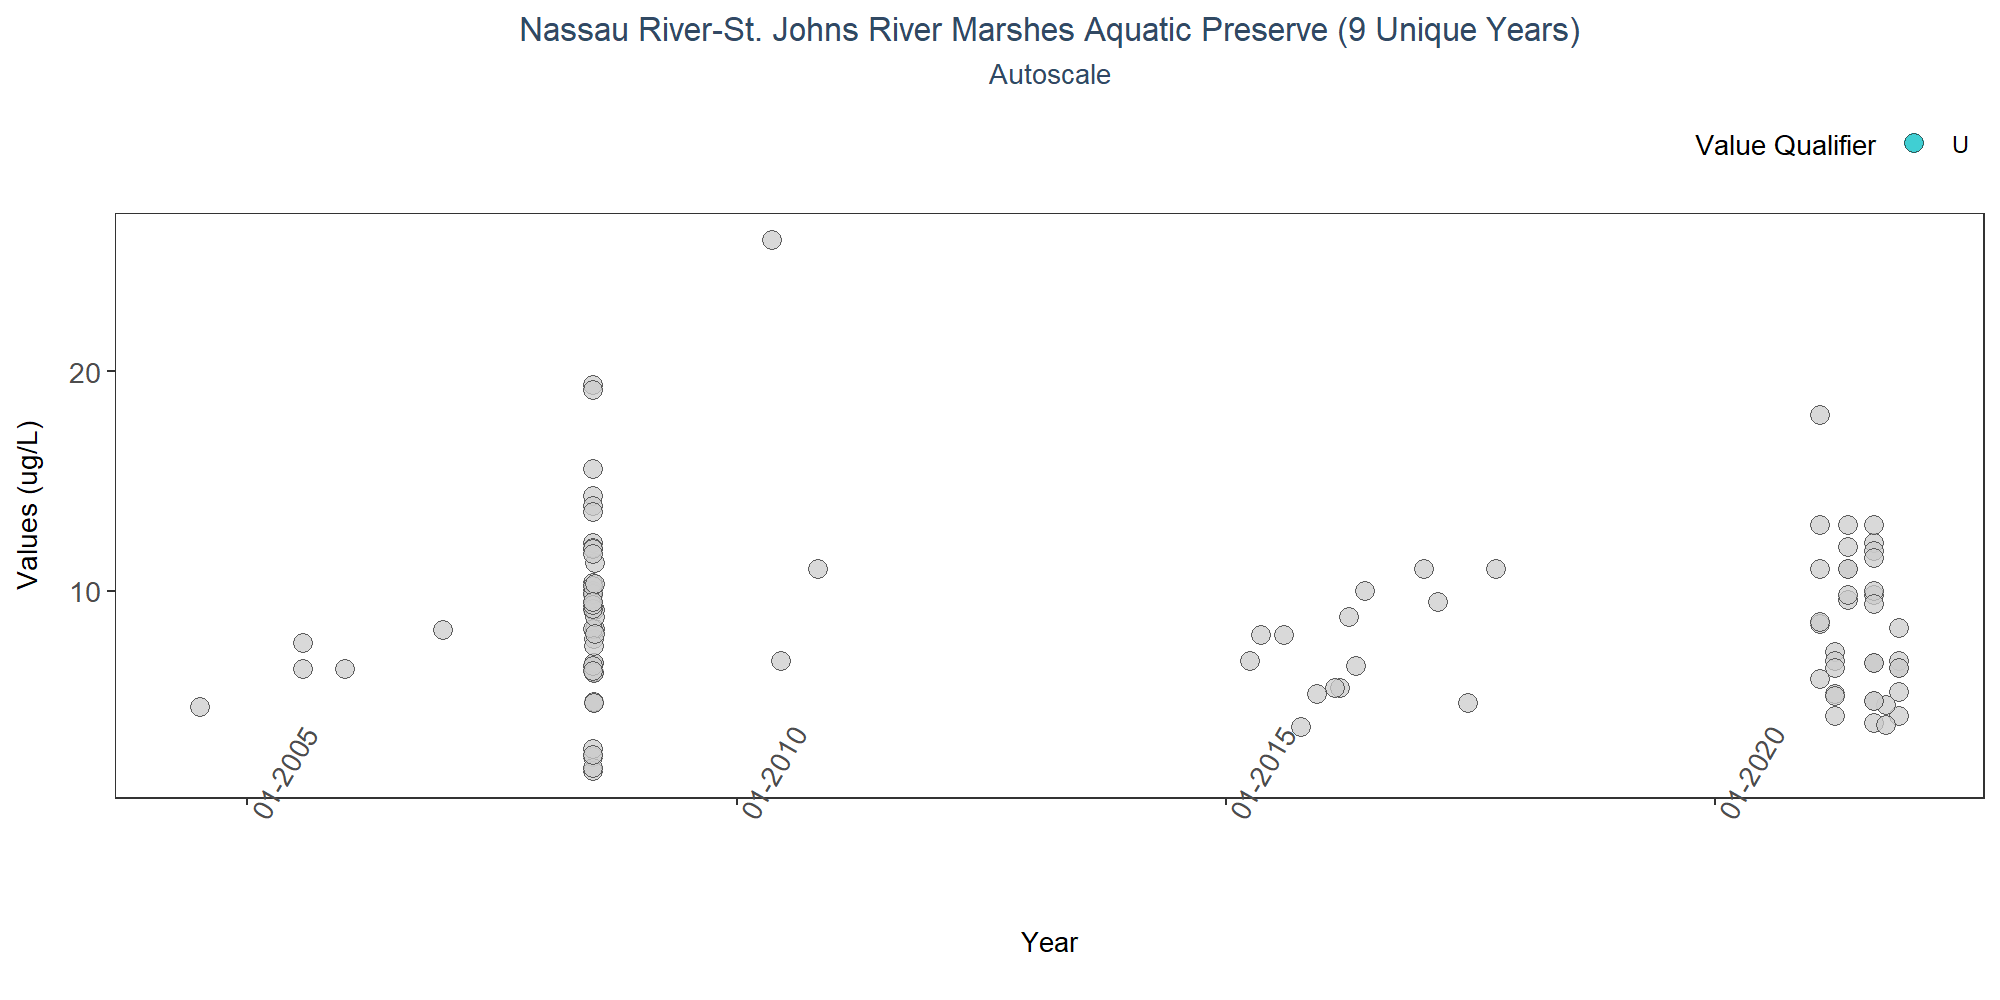 Nassau River-St. Johns River Marshes Aquatic Preserve (9 Unique Years)
Autoscale
Value Qualifier U
Values (ug/L)
20
10
01-2005
01-2010
01-2015
01-2020
Year